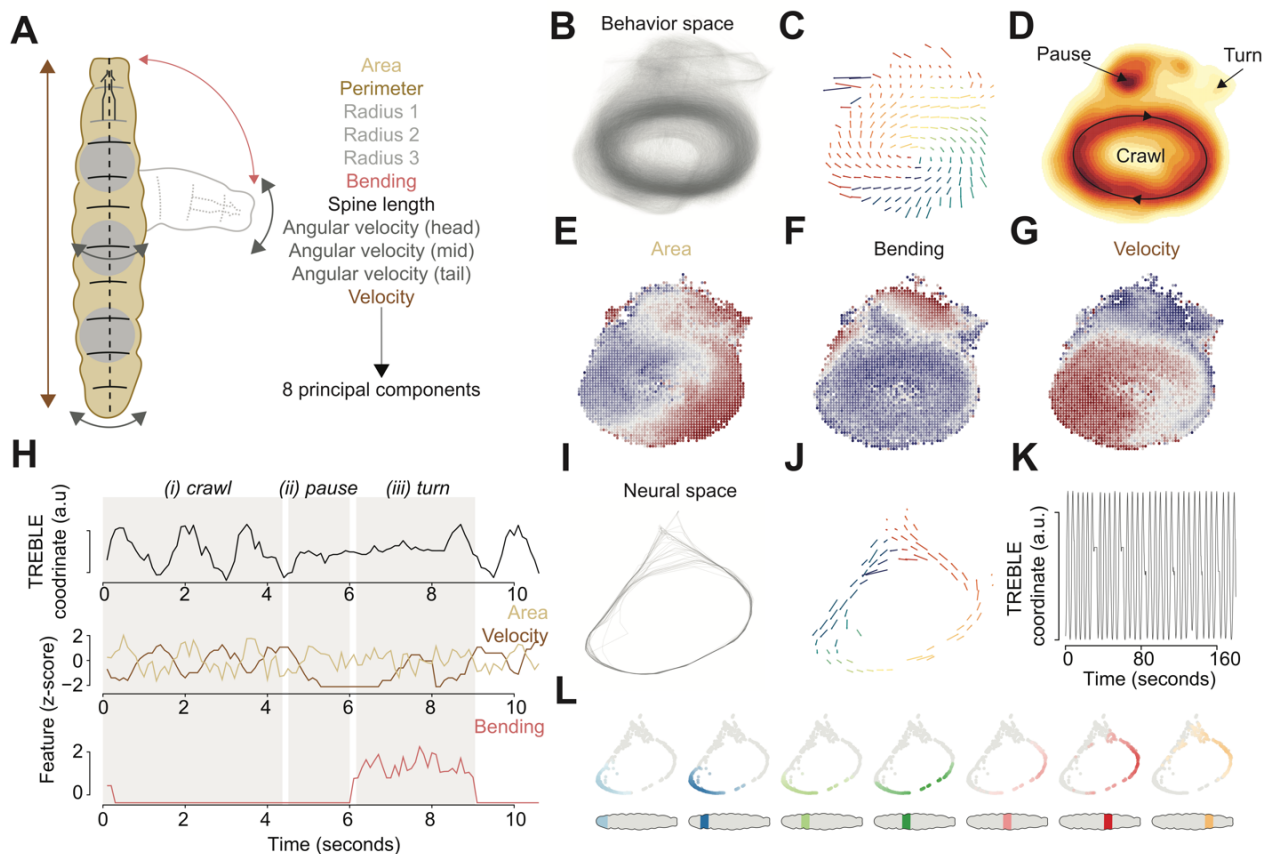 A
Area
Perimeter
Radius 1
Radius 2
Radius 3
Bending
Spine length
Angular velocity (head)
Angular velocity (mid)
Angular velocity (tail)
Velocity
8 principal components
B
Behavior space
C
D
Pause
Turn
Crawl
E
Area
F
Bending
G
Velocity
H
(i) crawl
(ii) pause
(iii) turn
TREBLE
coodrinate (a.u)
0 2 4 6 8 10
Area
Velocity
Feature (z-score)
2
0
−2
0 2 4 6 8 10
Bending
2
0
0 2 4 6 8 10
Time (seconds)
I
Neural space
J
K
TREBLE
coordinate (a.u.)
0 80 160
Time (seconds)
L